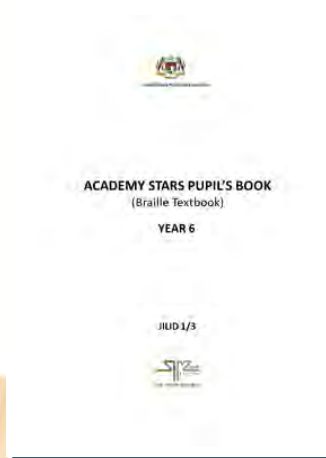 ACADEMY STARS PUPIL'S BOOK
(Braille Textbook)
YEAR 6
JILID 1/3